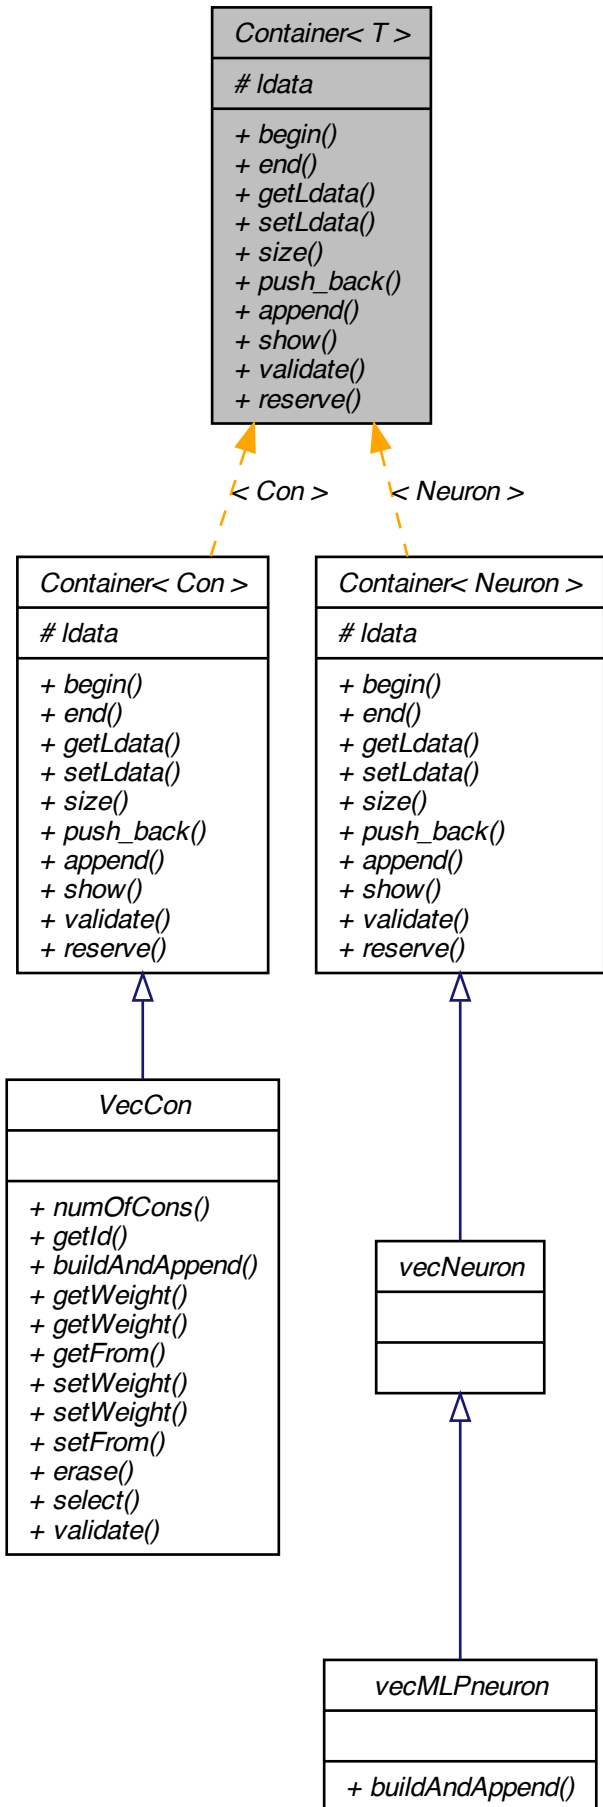 Container< T >
# ldata
+ begin()
+ end()
+ getLdata()
+ setLdata()
+ size()
+ push_back()
+ append()
+ show()
+ validate()
+ reserve()
< Con >
< Neuron >
Container< Con >
# ldata
+ begin()
+ end()
+ getLdata()
+ setLdata()
+ size()
+ push_back()
+ append()
+ show()
+ validate()
+ reserve()
Container< Neuron >
# ldata
+ begin()
+ end()
+ getLdata()
+ setLdata()
+ size()
+ push_back()
+ append()
+ show()
+ validate()
+ reserve()
VecCon
+ numOfCons()
+ getId()
+ buildAndAppend()
+ getWeight()
+ getWeight()
+ getFrom()
+ setWeight()
+ setWeight()
+ setFrom()
+ erase()
+ select()
+ validate()
vecNeuron
vecMLPneuron
+ buildAndAppend()